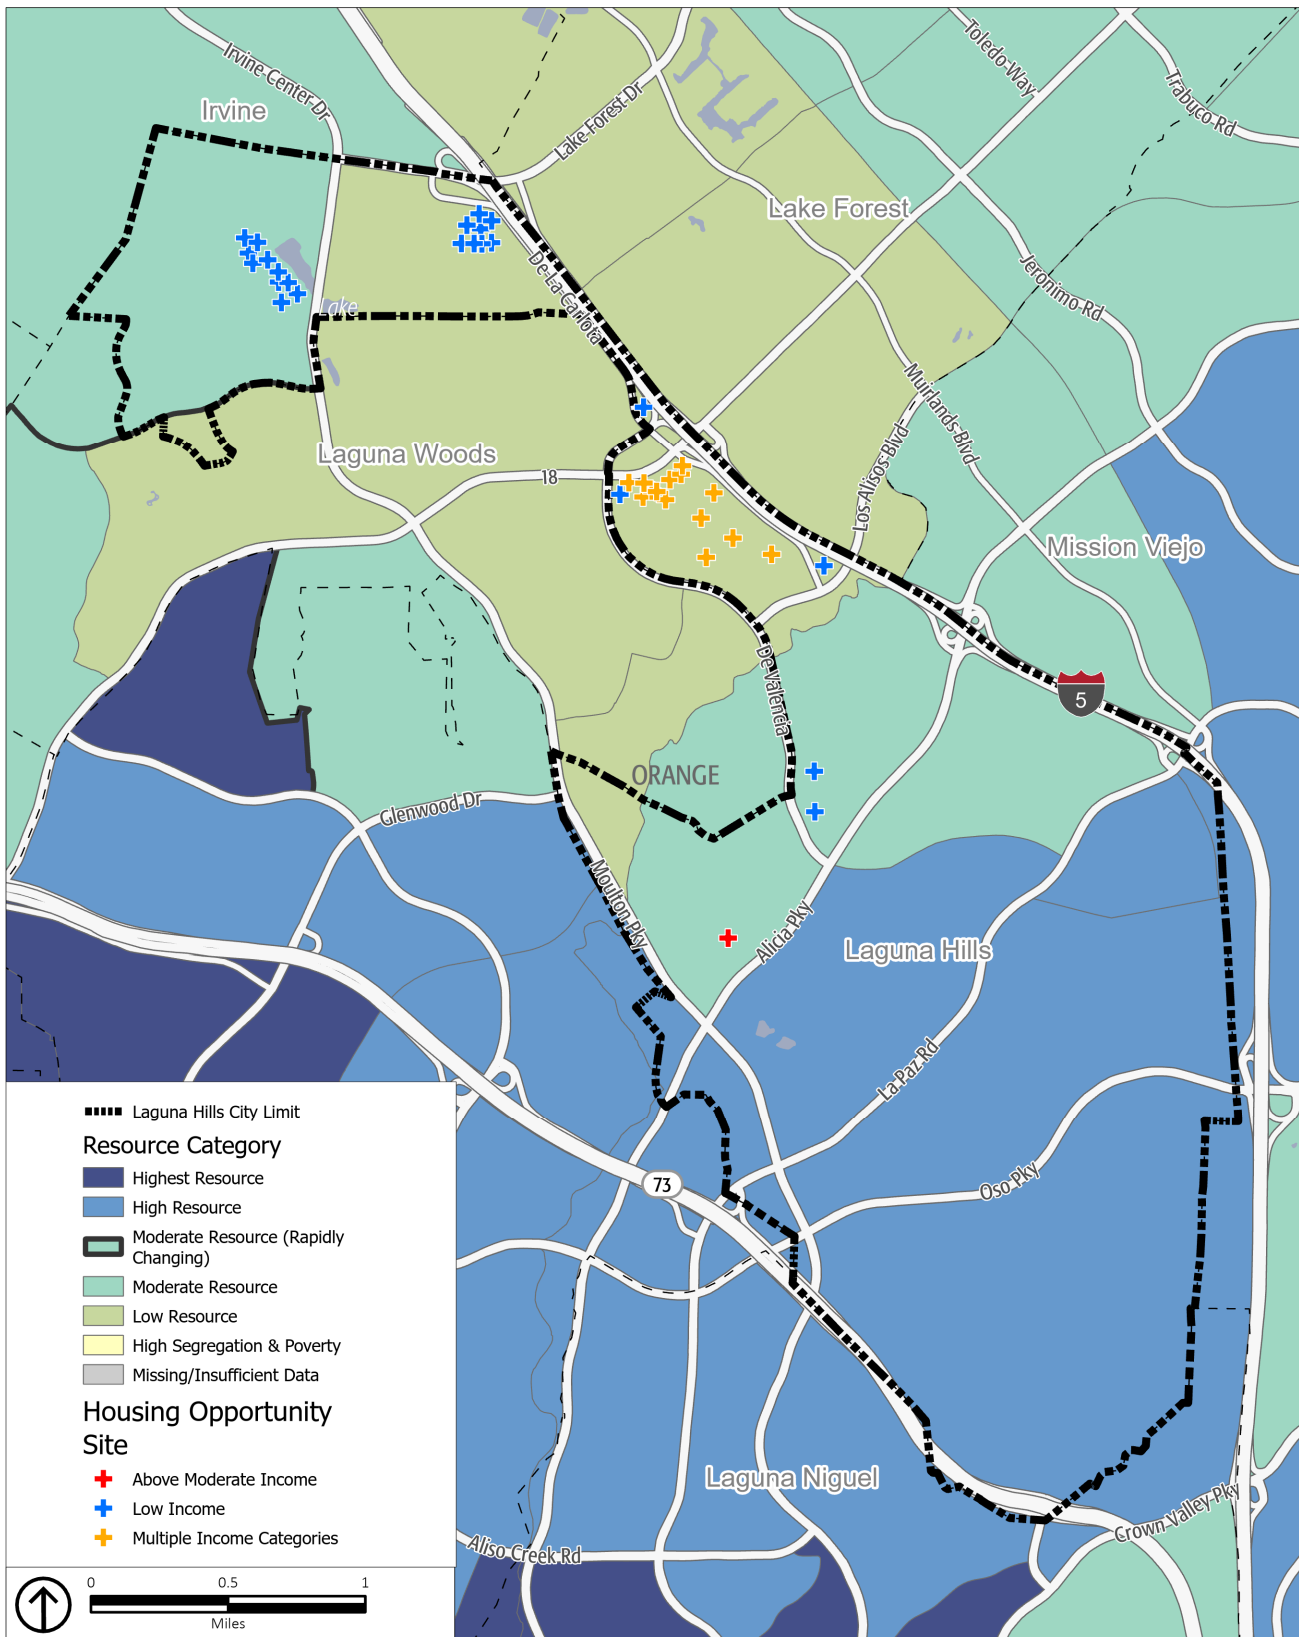 Irvine Center Dr
Irvine
Lake Forest Dr
Toledo Way
Trabuco Rd
Lake Forest
De La Carlota
Lake
Jeronimo Rd
Muirlands Blvd
Laguna Woods
18
Los Alisos Blvd
Mission Viejo
De Valencia
5
ORANGE
Glenwood Dr
Moulton Pky
Alicia Pky
Laguna Hills
La Paz Rd
73
Oso Pky
Laguna Niguel
Crown Valley Pky
Aliso Creek Rd
Laguna Hills City Limit
Resource Category
Highest Resource
High Resource
Moderate Resource (Rapidly
Changing)
Moderate Resource
Low Resource
High Segregation & Poverty
Missing/Insufficient Data
Housing Opportunity
Site
Above Moderate Income
Low Income
Multiple Income Categories
0 0.5 1
Miles